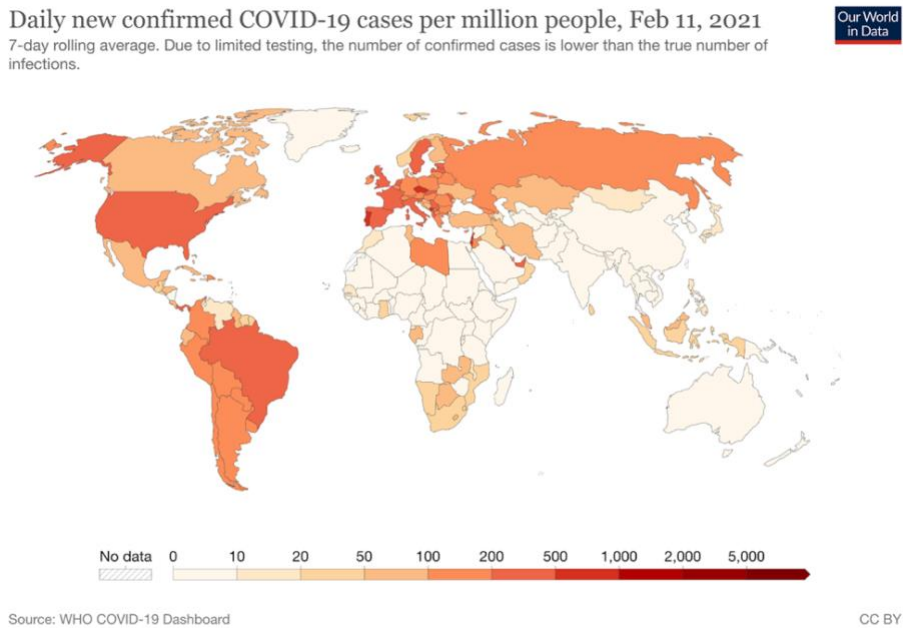 Daily new confirmed COVID-19 cases per million people, Feb 11, 2021
Our World
in Data
7-day rolling average. Due to limited testing, the number of confirmed cases is lower than the true number of
infections.
No data 0 10 20 50 100 200 500 1,000 2,000 5,000
Source: WHO COVID-19 Dashboard
CC BY